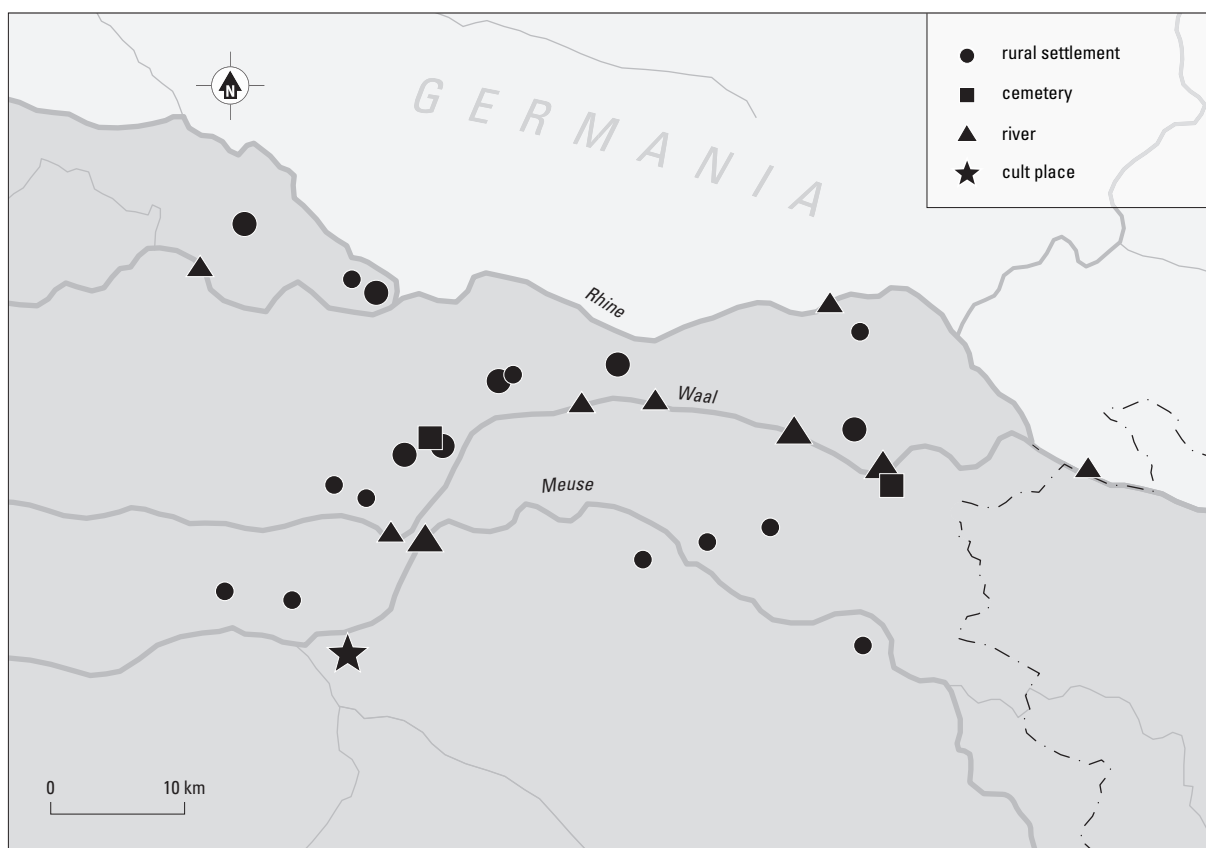 rural settlement
cemetery
river
cult place
N
GERMANIA
Rhine
Waal
Meuse
0 10 km